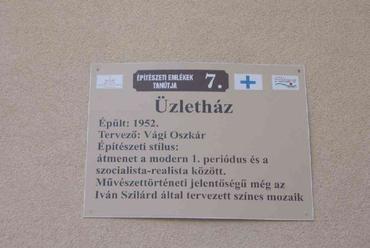 ÉPÍTÉSZETI EMLÉKEK
TANÚTJA
7.
Üzletház
Épült: 1952.
Tervező: Vági Oszkár
Építészeti stílus:
átmenet a modern 1. periódus és a
szocialista-realista között.
Művészettörténeti jelentőségű még az
Iván Szilárd által tervezett színes mozaik